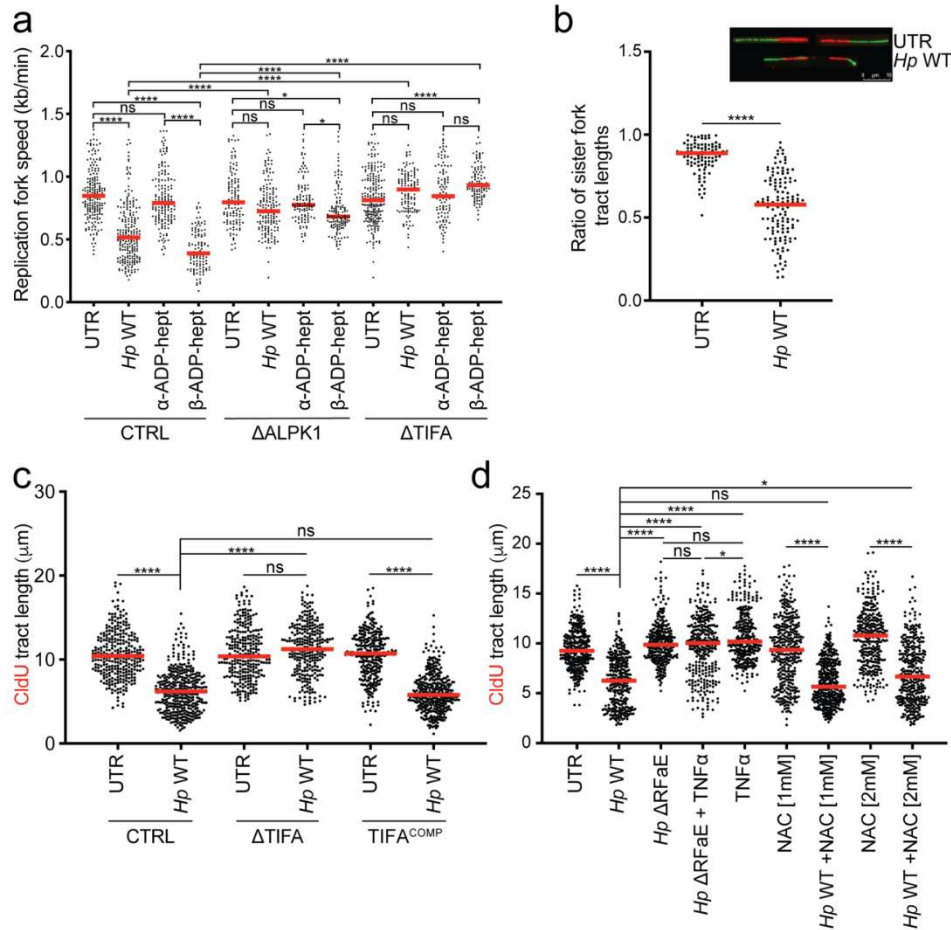 a
Replication fork speed (kb/min)
2.0
1.5
1.0
0.5
0.0
****
****
****
****
****
*
****
ns
ns
ns
****
****
ns
*
ns
ns
UTR
Hp WT
α-ADP-hept
β-ADP-hept
UTR
Hp WT
α-ADP-hept
β-ADP-hept
UTR
Hp WT
α-ADP-hept
β-ADP-hept
CTRL
ΔALPK1
ΔTIFA
b
UTR
Hp WT
Ratio of sister fork
tract lengths
1.5
1.0
0.5
0.0
****
UTR
Hp WT
c
CldU tract length (μm)
30
20
10
0
ns
****
****
ns
****
UTR
Hp WT
UTR
Hp WT
UTR
Hp WT
CTRL
ΔTIFA
TIFACOMP
d
CldU tract length (μm)
25
20
15
10
5
0
*
ns
****
****
****
ns
****
ns
*
****
****
UTR
Hp WT
Hp ΔRFaE
Hp ΔRFaE + TNFα
TNFα
NAC [1mM]
Hp WT +NAC [1mM]
NAC [2mM]
Hp WT +NAC [2mM]